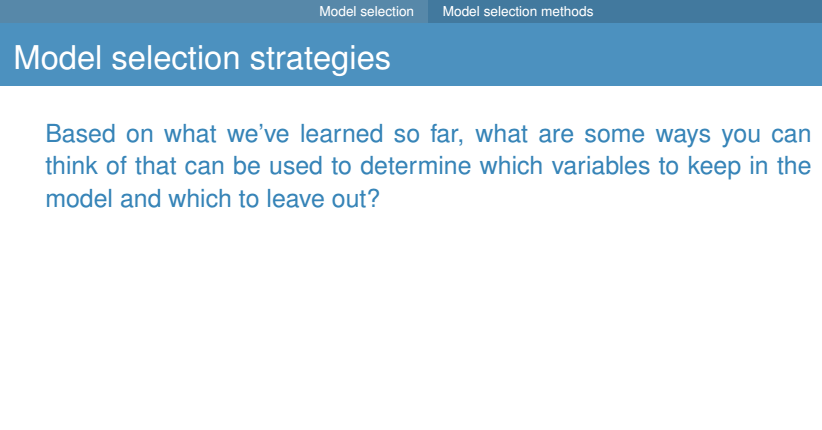 Model selection Model selection methods
Model selection strategies
Based on what we've learned so far, what are some ways you can
think of that can be used to determine which variables to keep in the
model and which to leave out?